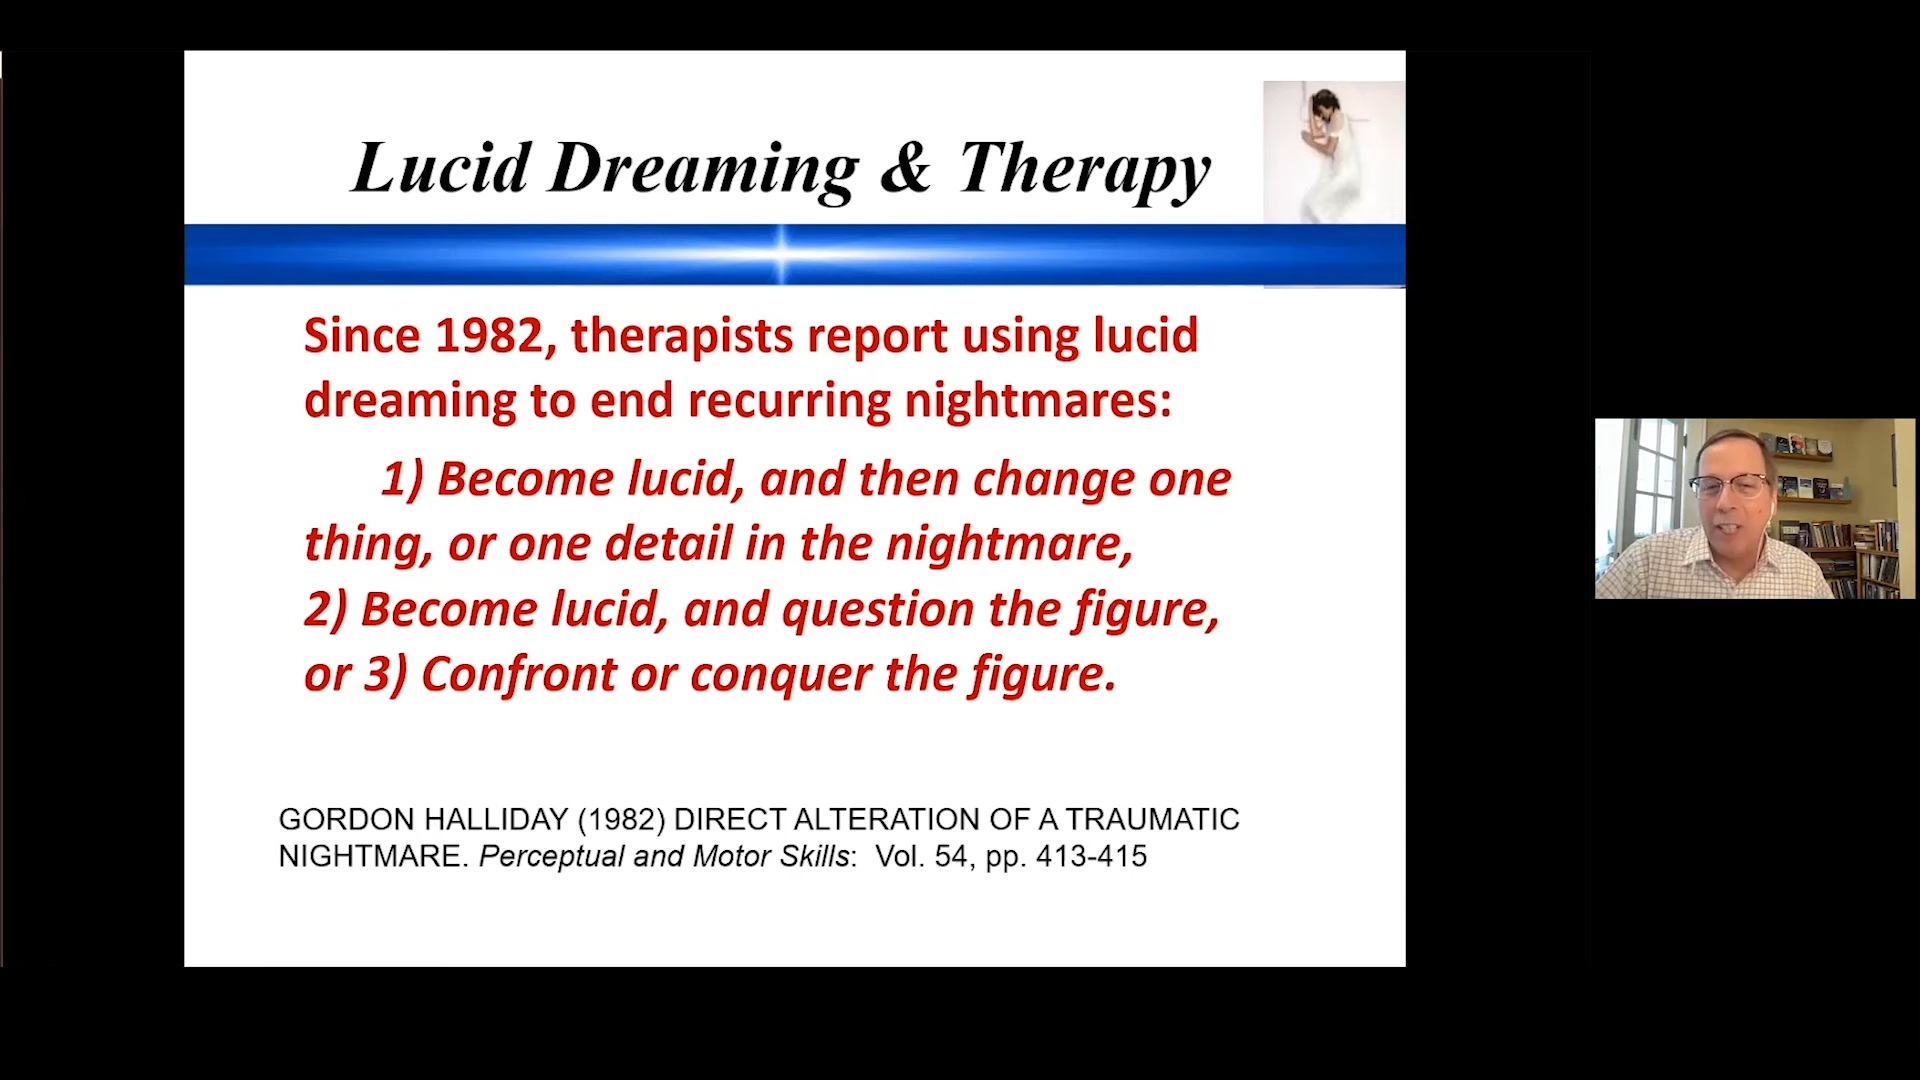 Lucid Dreaming & Therapy
Since 1982, therapists report using lucid
dreaming to end recurring nightmares:
1) Become lucid, and then change one
thing, or one detail in the nightmare,
2) Become lucid, and question the figure,
or 3) Confront or conquer the figure.
GORDON HALLIDAY (1982) DIRECT ALTERATION OF A TRAUMATIC
NIGHTMARE. Perceptual and Motor Skills: Vol. 54, pp. 413-415